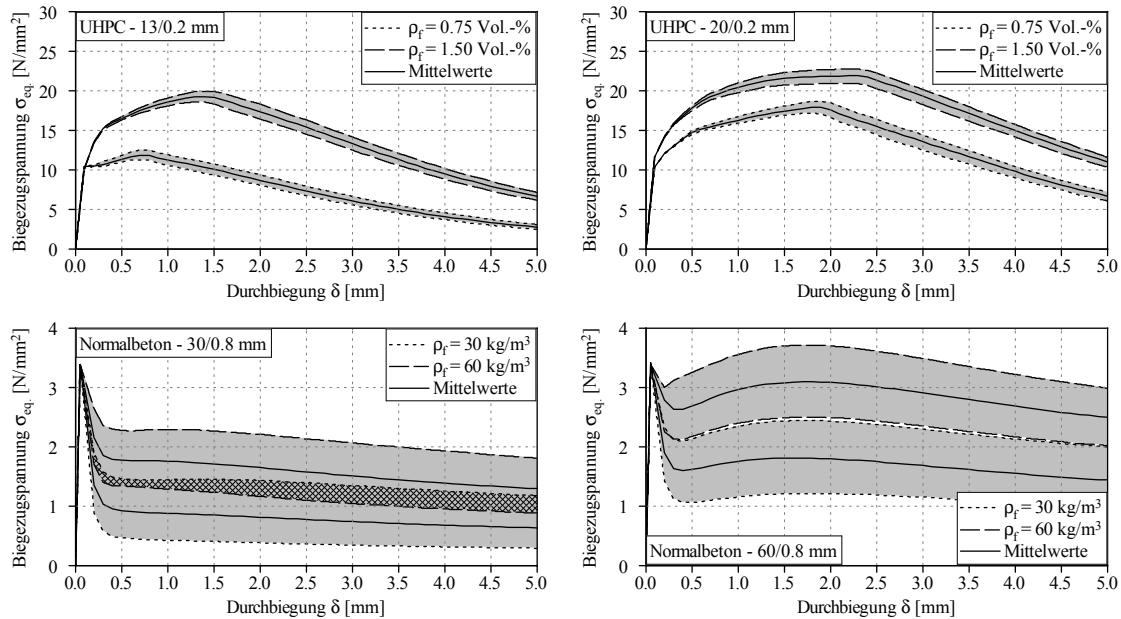 UHPC - 13/0.2 mm
ρf = 0.75 Vol.-%
ρf = 1.50 Vol.-%
Mittelwerte
Biegezugspannung σeq. [N/mm²]
30
25
20
15
10
5
0
0.0 0.5 1.0 1.5 2.0 2.5 3.0 3.5 4.0 4.5 5.0
Durchbiegung δ [mm]
UHPC - 20/0.2 mm
ρf = 0.75 Vol.-%
ρf = 1.50 Vol.-%
Mittelwerte
Biegezugspannung σeq. [N/mm²]
30
25
20
15
10
5
0
0.0 0.5 1.0 1.5 2.0 2.5 3.0 3.5 4.0 4.5 5.0
Durchbiegung δ [mm]
Normalbeton - 30/0.8 mm
ρf = 30 kg/m³
ρf = 60 kg/m³
Mittelwerte
Biegezugspannung σeq. [N/mm²]
4
3
2
1
0
0.0 0.5 1.0 1.5 2.0 2.5 3.0 3.5 4.0 4.5 5.0
Durchbiegung δ [mm]
Biegezugspannung σeq. [N/mm²]
4
3
2
1
0
ρf = 30 kg/m³
ρf = 60 kg/m³
Mittelwerte
Normalbeton - 60/0.8 mm
0.0 0.5 1.0 1.5 2.0 2.5 3.0 3.5 4.0 4.5 5.0
Durchbiegung δ [mm]